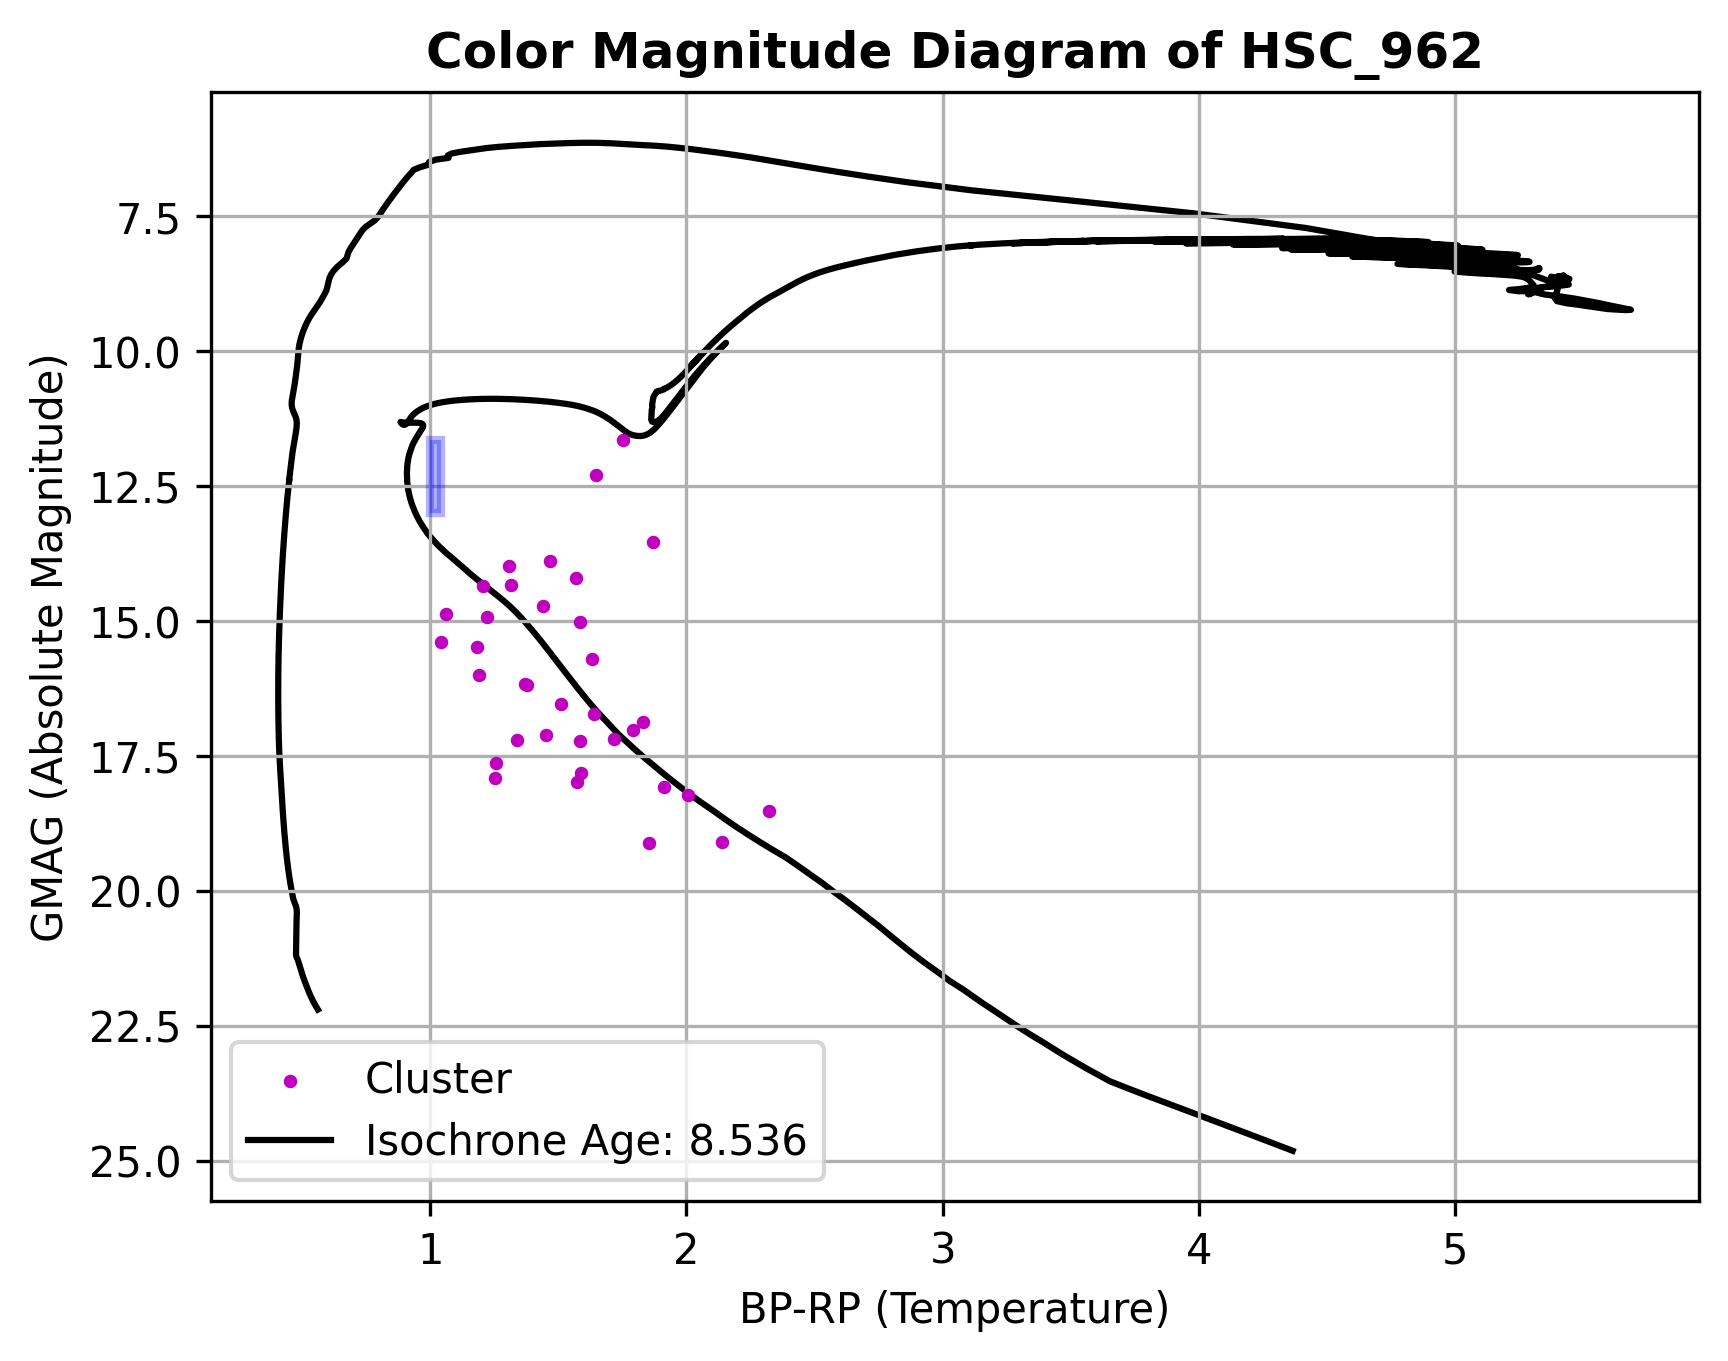 Color Magnitude Diagram of HSC_962
GMAG (Absolute Magnitude)
7.5
10.0
12.5
15.0
17.5
20.0
22.5
25.0
Cluster
Isochrone Age: 8.536
1 2 3 4 5
BP-RP (Temperature)